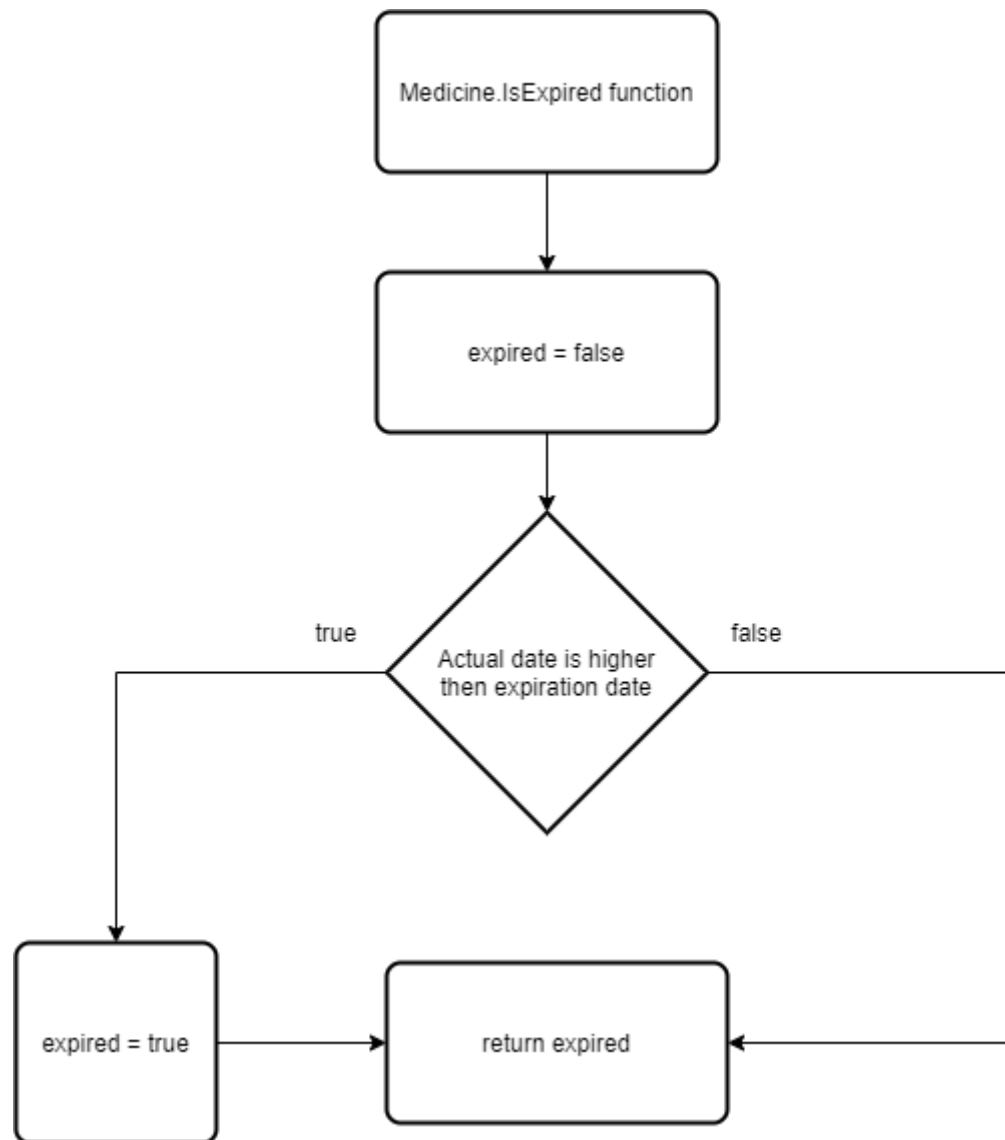 Medicine.IsExpired function
expired = false
true
false
Actual date is higher
then expiration date
expired = true
return expired